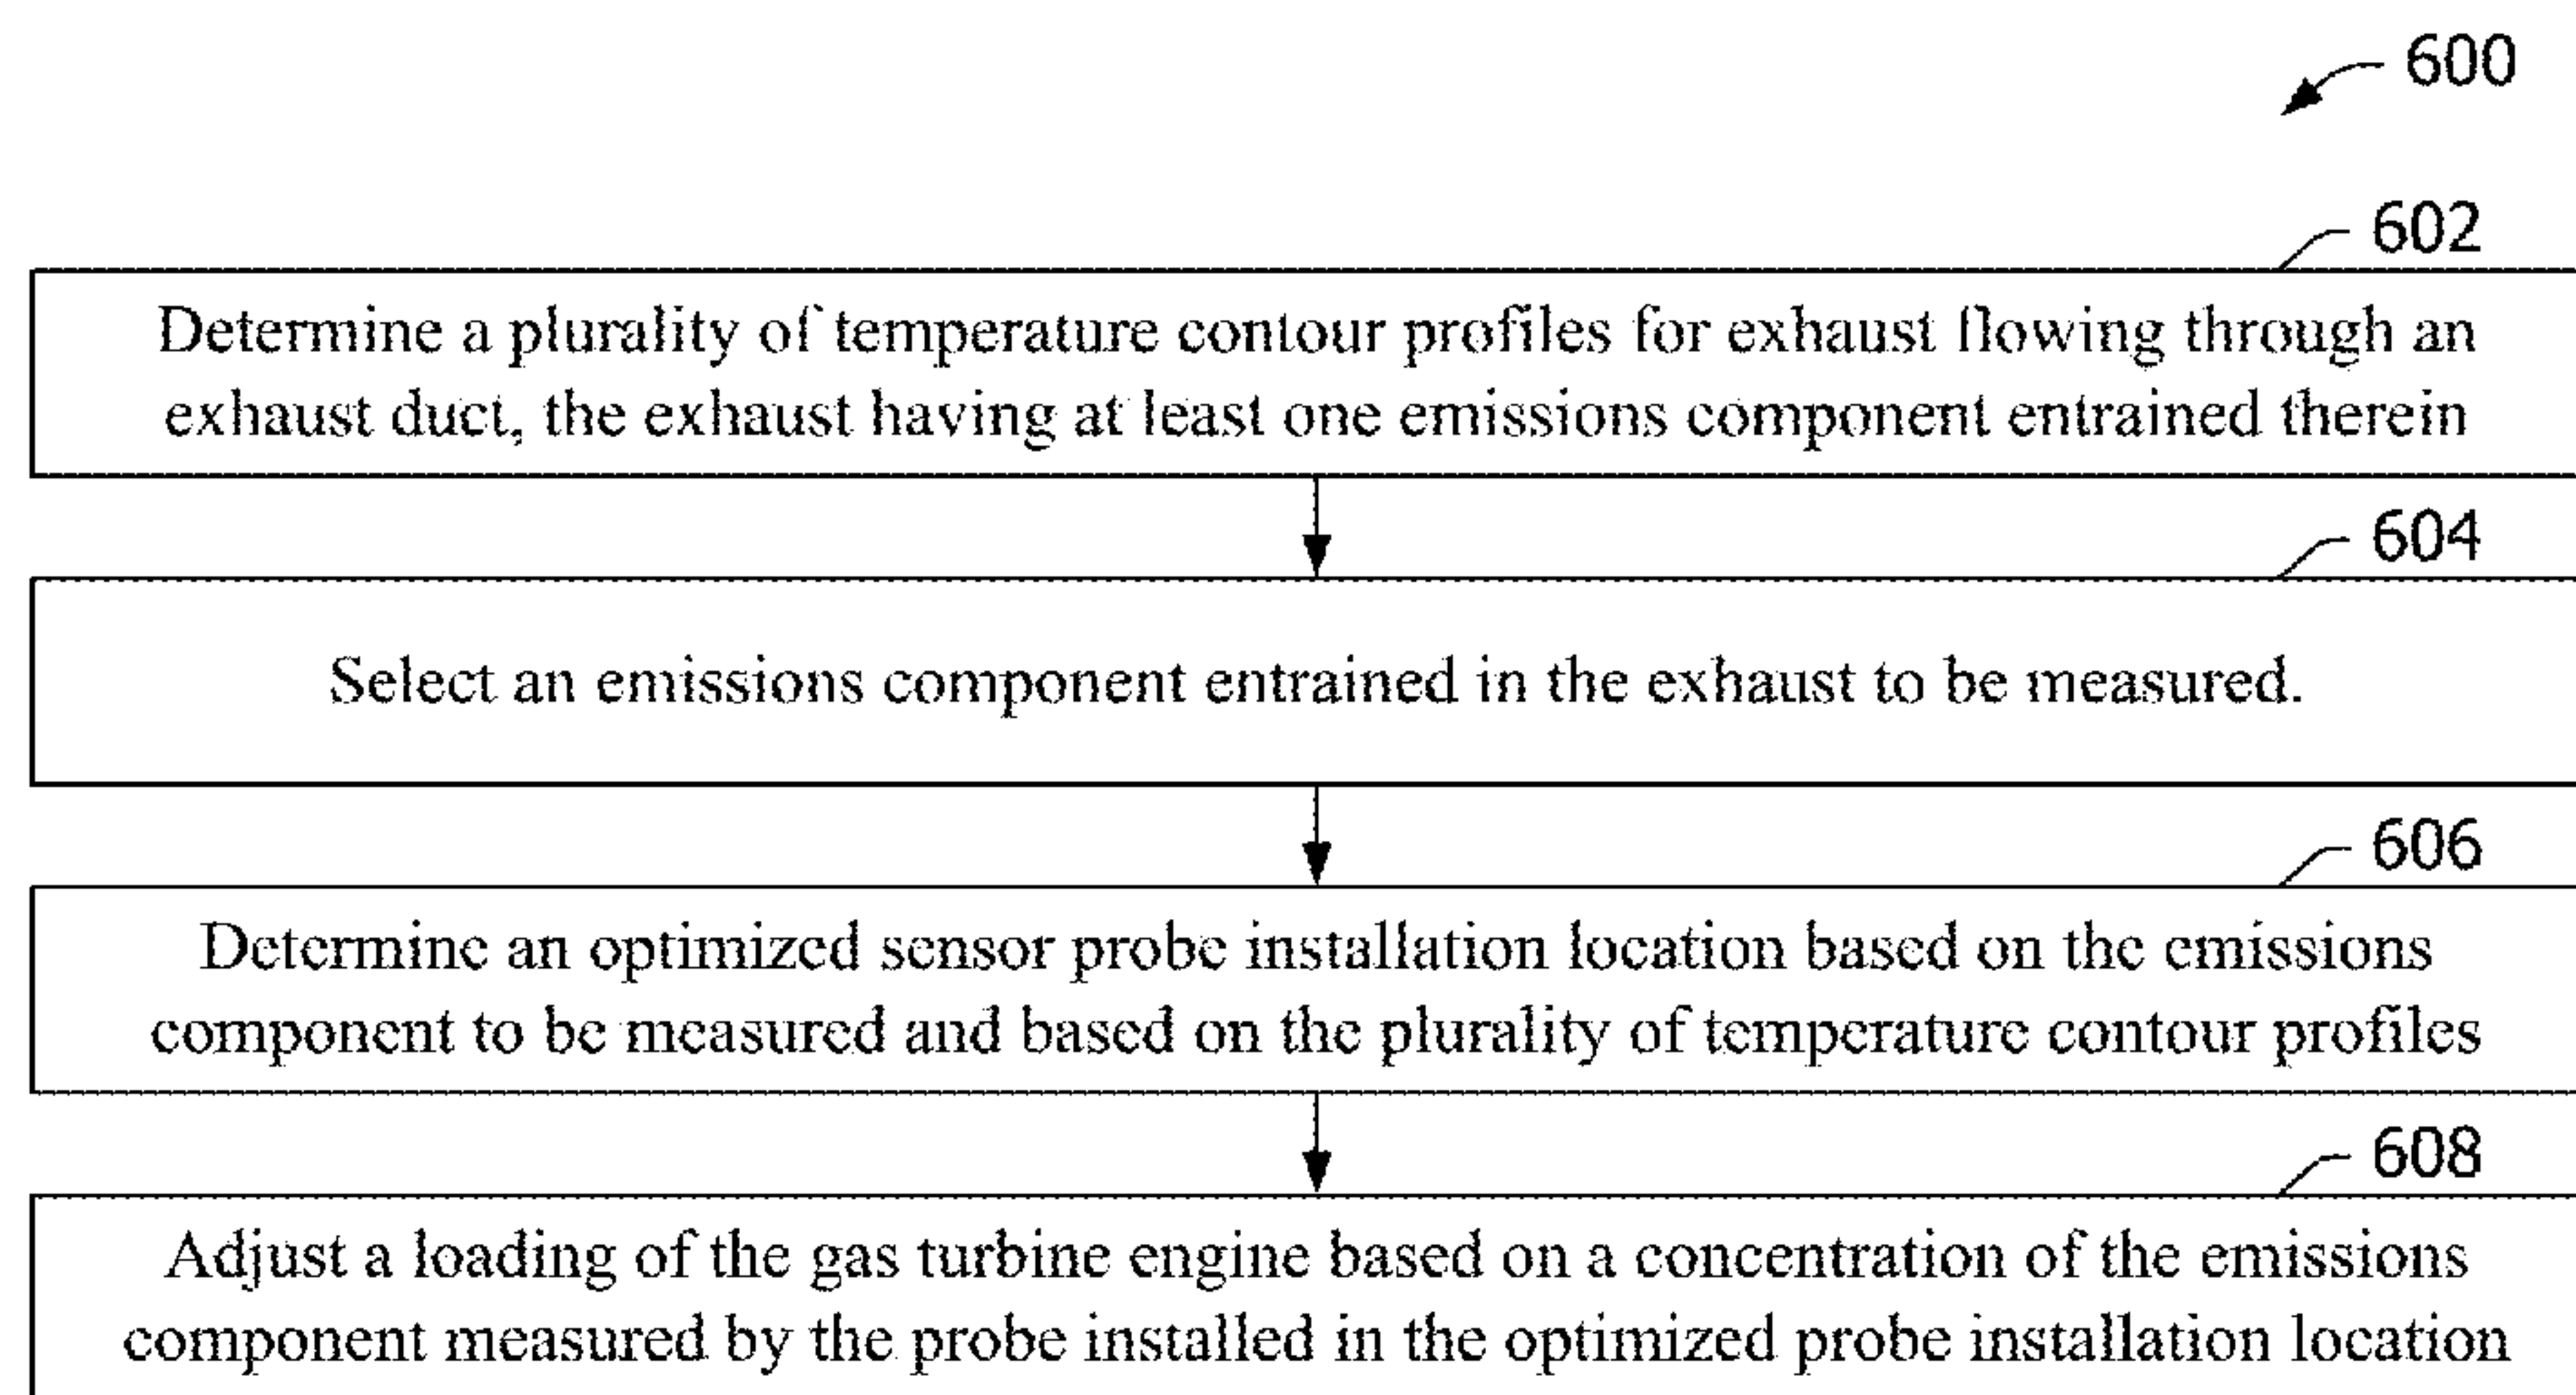 600
602
Determine a plurality of temperature contour profiles for exhaust flowing through an
exhaust duct, the exhaust having at least one emissions component entrained therein
604
Select an emissions component entrained in the exhaust to be measured.
606
Determine an optimized sensor probe installation location based on the emissions
component to be measured and based on the plurality of temperature contour profiles
608
Adjust a loading of the gas turbine engine based on a concentration of the emissions
component measured by the probe installed in the optimized probe installation location